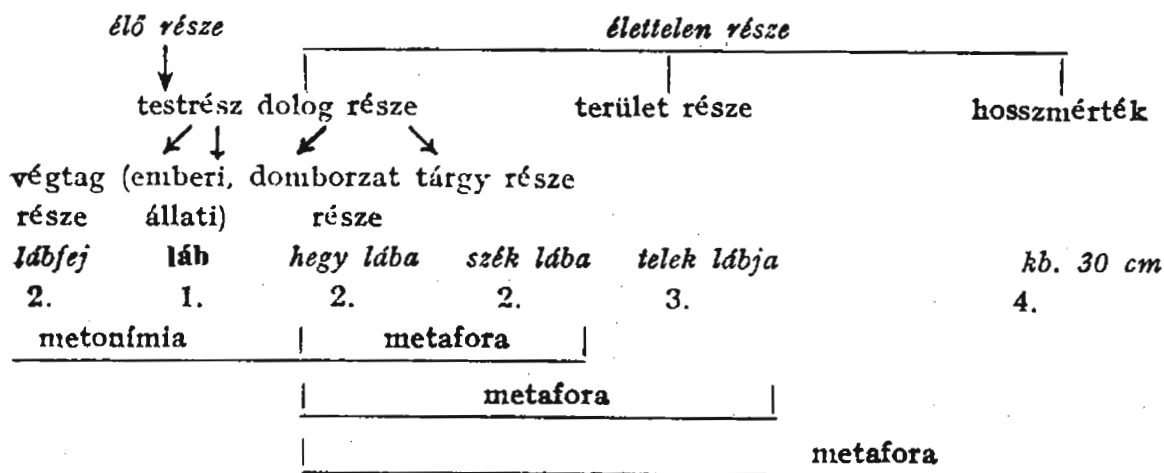 élő része élettelen része
testrész dolog része terület része hosszmérték
végtag (emberi, domborzat tárgy része
része állati) része
lábfej láb hegy lába szék lába telek lábja kb. 30 cm
2. 1. 2. 2. 3. 4.
metonímia metafora
metafora
metafora